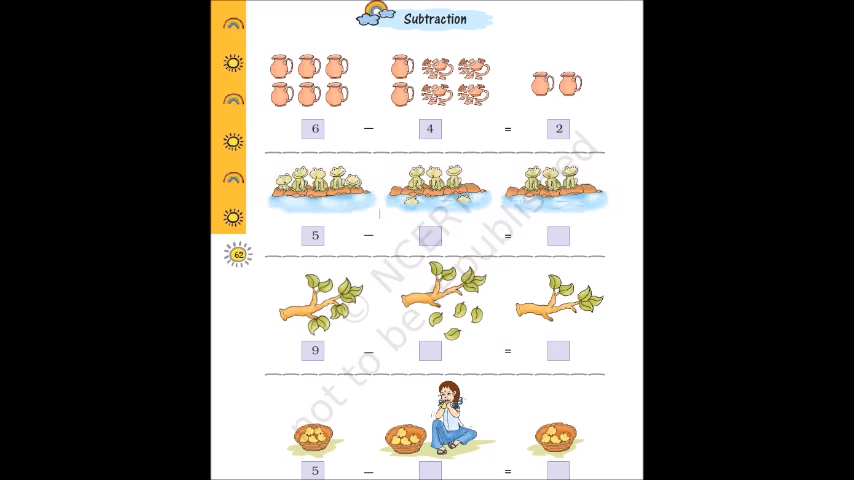 Subtraction
6 – 4 = 2
5 – =
62
9 – =
5 – =
© NCERT
not to be republished